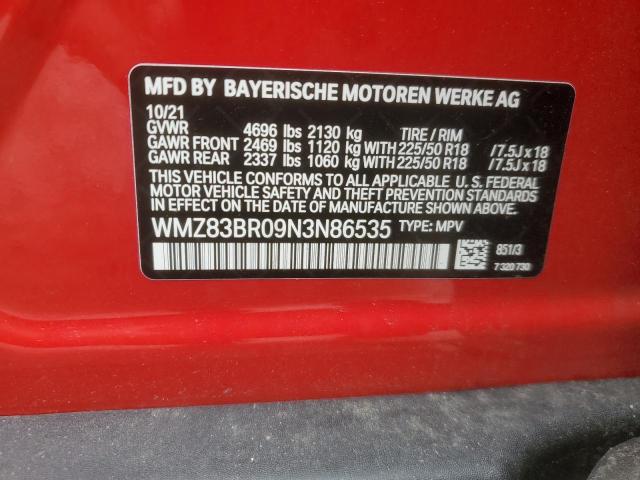 MFD BY BAYERISCHE MOTOREN WERKE AG
10/21
GVWR 4696 lbs 2130 kg TIRE / RIM
GAWR FRONT 2469 lbs 1120 kg WITH 225/50 R18 /7.5J x 18
GAWR REAR 2337 lbs 1060 kg WITH 225/50 R18 /7.5J x 18
THIS VEHICLE CONFORMS TO ALL APPLICABLE U. S. FEDERAL
MOTOR VEHICLE SAFETY AND THEFT PREVENTION STANDARDS
IN EFFECT ON THE DATE OF MANUFACTURE SHOWN ABOVE.
WMZ83BR09N3N86535 TYPE: MPV
851/3
7 320 730